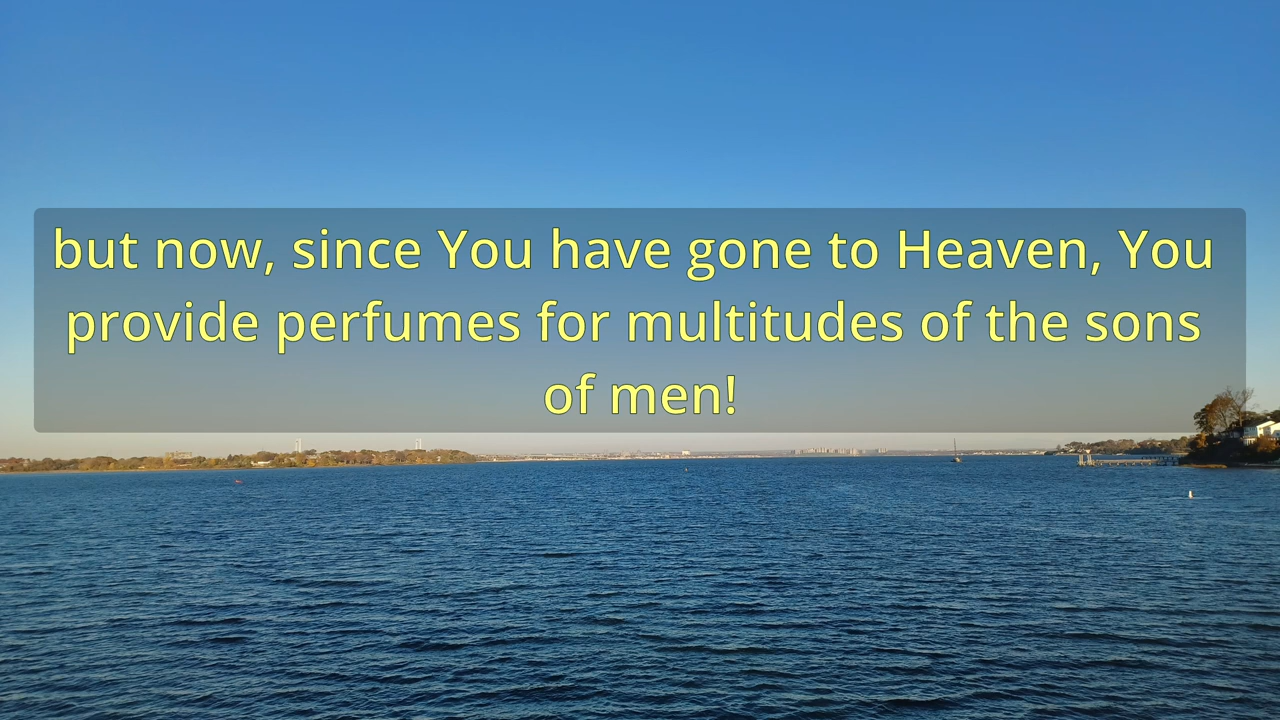 but now, since You have gone to Heaven, You
provide perfumes for multitudes of the sons
of men!